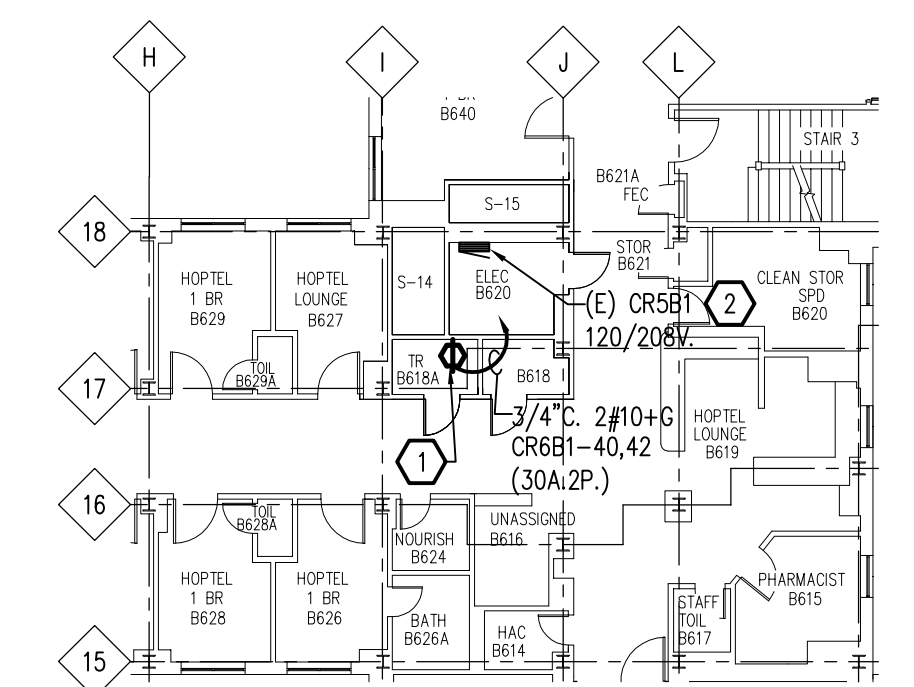 H
I
J
L
1 BR
B640
STAIR 3
B621A
FEC
S-15
18
STOR
B621
HOPTEL
1 BR
B629
HOPTEL
LOUNGE
B627
S-14
ELEC
B620
CLEAN STOR
SPD
B620
(E) CR5B1
120/208V.
2
TOIL
B629A
TR
B618A
B618
17
3/4"C. 2#10+G
CR6B1-40,42
(30A.2P.)
HOPTEL
LOUNGE
B619
1
16
TOIL
B628A
UNASSIGNED
B616
NOURISH
B624
HOPTEL
1 BR
B628
HOPTEL
1 BR
B626
PHARMACIST
B615
BATH
B626A
HAC
B614
STAFF
TOIL
B617
15